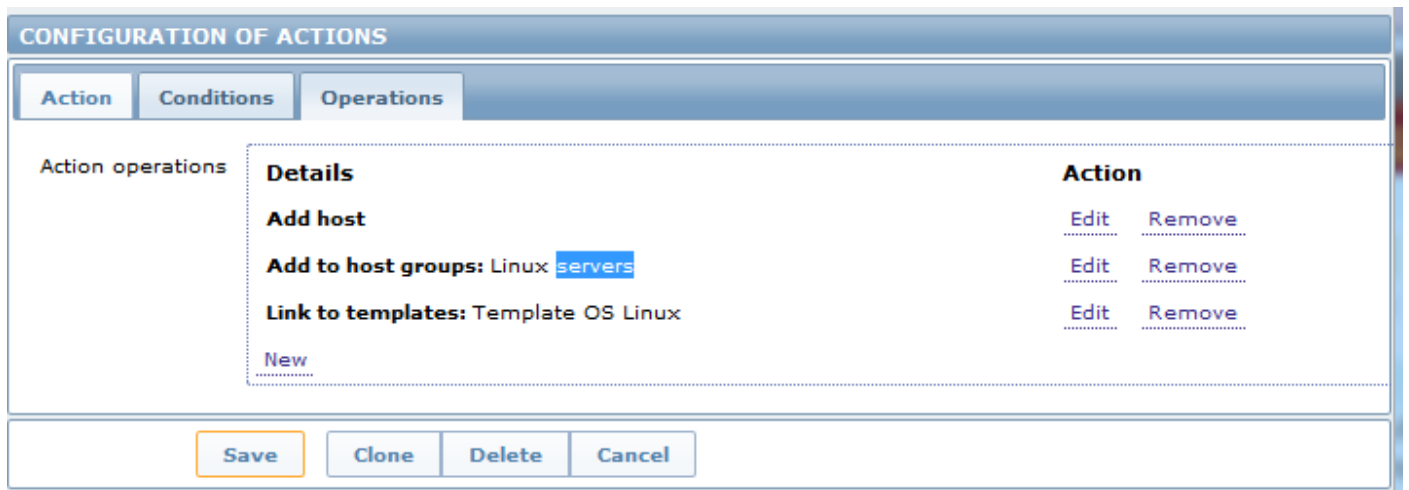 CONFIGURATION OF ACTIONS
Action Conditions Operations
Action operations Details Action
Add host Edit Remove
Add to host groups: Linux servers Edit Remove
Link to templates: Template OS Linux Edit Remove
New
Save Clone Delete Cancel